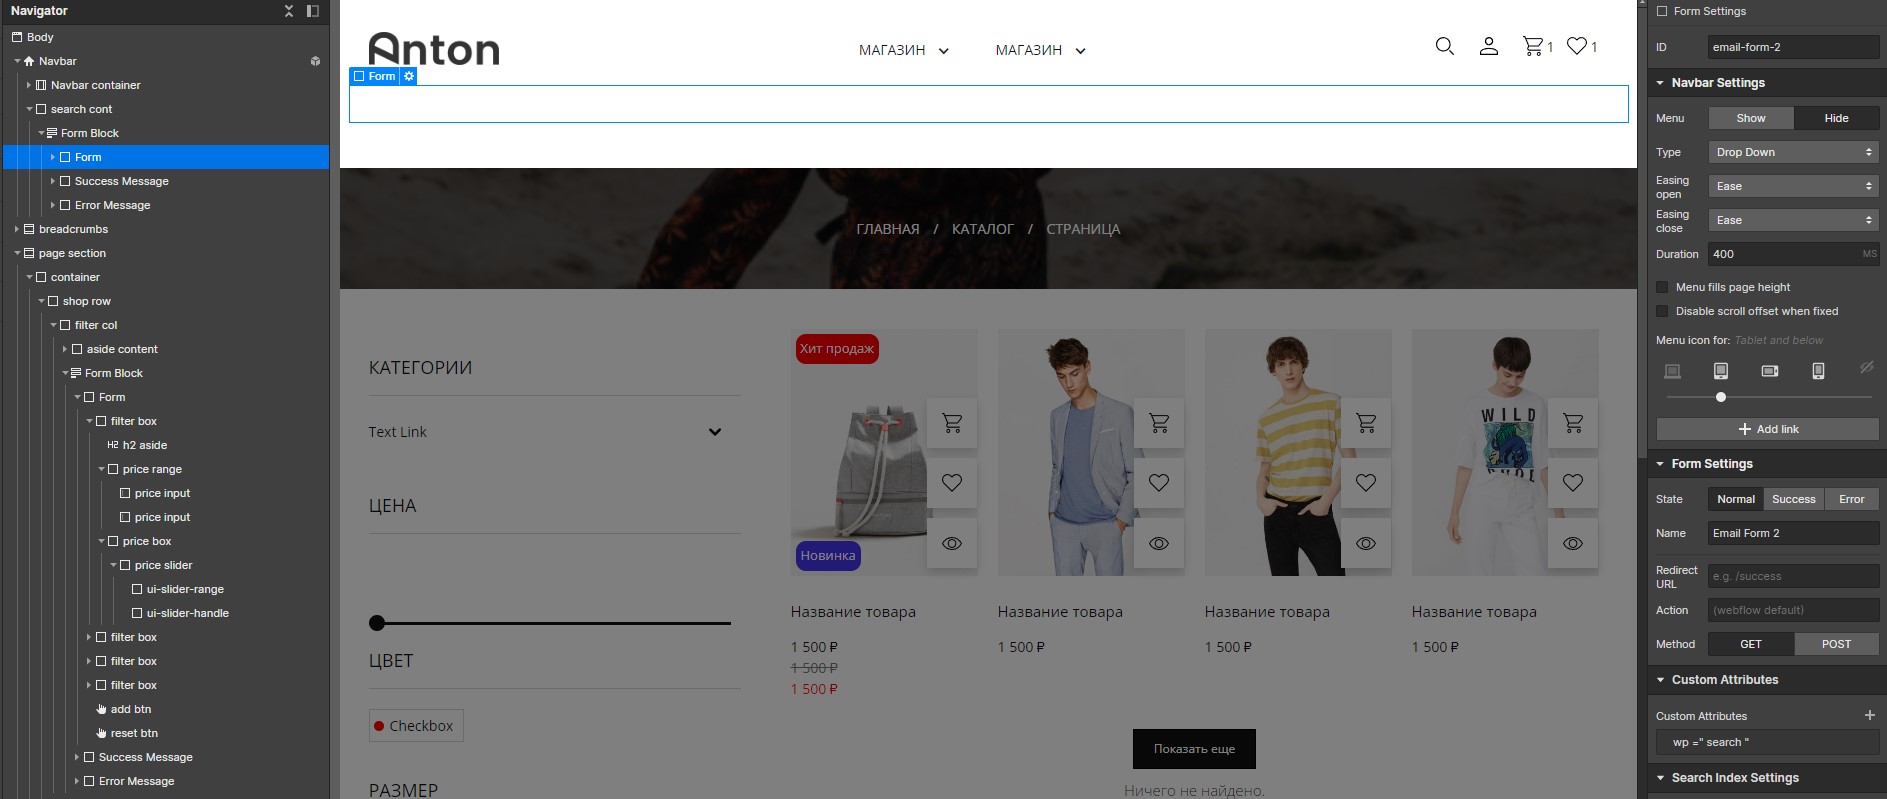 Navigator
Body
Navbar
Navbar container
search cont
Form Block
Form
Success Message
Error Message
breadcrumbs
page section
container
shop row
filter col
aside content
Form Block
Form
filter box
H2 h2 aside
price range
price input
price input
price box
price slider
ui-slider-range
ui-slider-handle
filter box
filter box
filter box
add btn
reset btn
Success Message
Error Message
Anton
МАГАЗИН
МАГАЗИН
1
1
Form
ГЛАВНАЯ / КАТАЛОГ / СТРАНИЦА
КАТЕГОРИИ
Text Link
ЦЕНА
ЦВЕТ
Checkbox
РАЗМЕР
Хит продаж
Новинка
WILD
Название товара
1 500 ₽
1 500 ₽
1 500 ₽
Название товара
1 500 ₽
Название товара
1 500 ₽
Название товара
1 500 ₽
Показать еще
Ничего не найдено.
Form Settings
ID email-form-2
Navbar Settings
Menu Show Hide
Type Drop Down
Easing open Ease
Easing close Ease
Duration 400 MS
Menu fills page height
Disable scroll offset when fixed
Menu icon for: Tablet and below
Add link
Form Settings
State Normal Success Error
Name Email Form 2
Redirect URL e.g. /success
Action (webflow default)
Method GET POST
Custom Attributes
Custom Attributes
wp =" search "
Search Index Settings